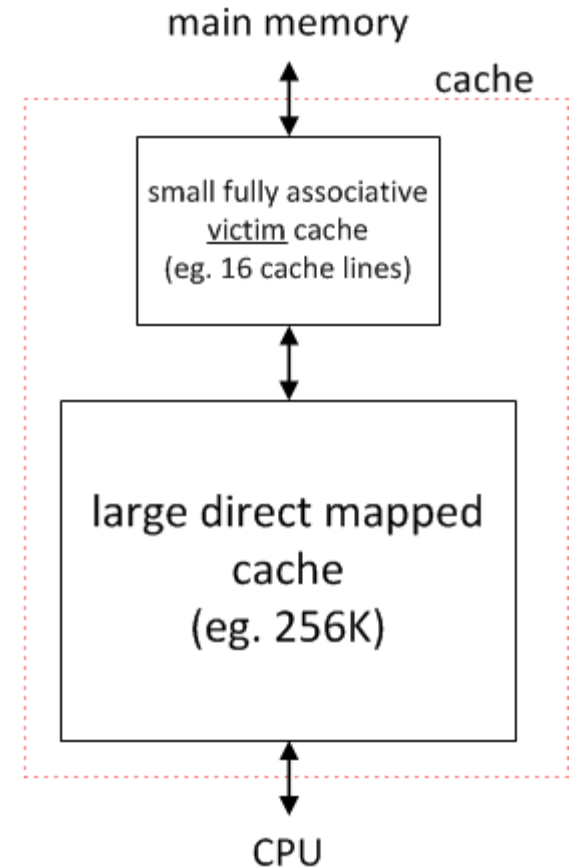 main memory
cache
small fully associative
victim cache
(eg. 16 cache lines)
large direct mapped
cache
(eg. 256K)
CPU